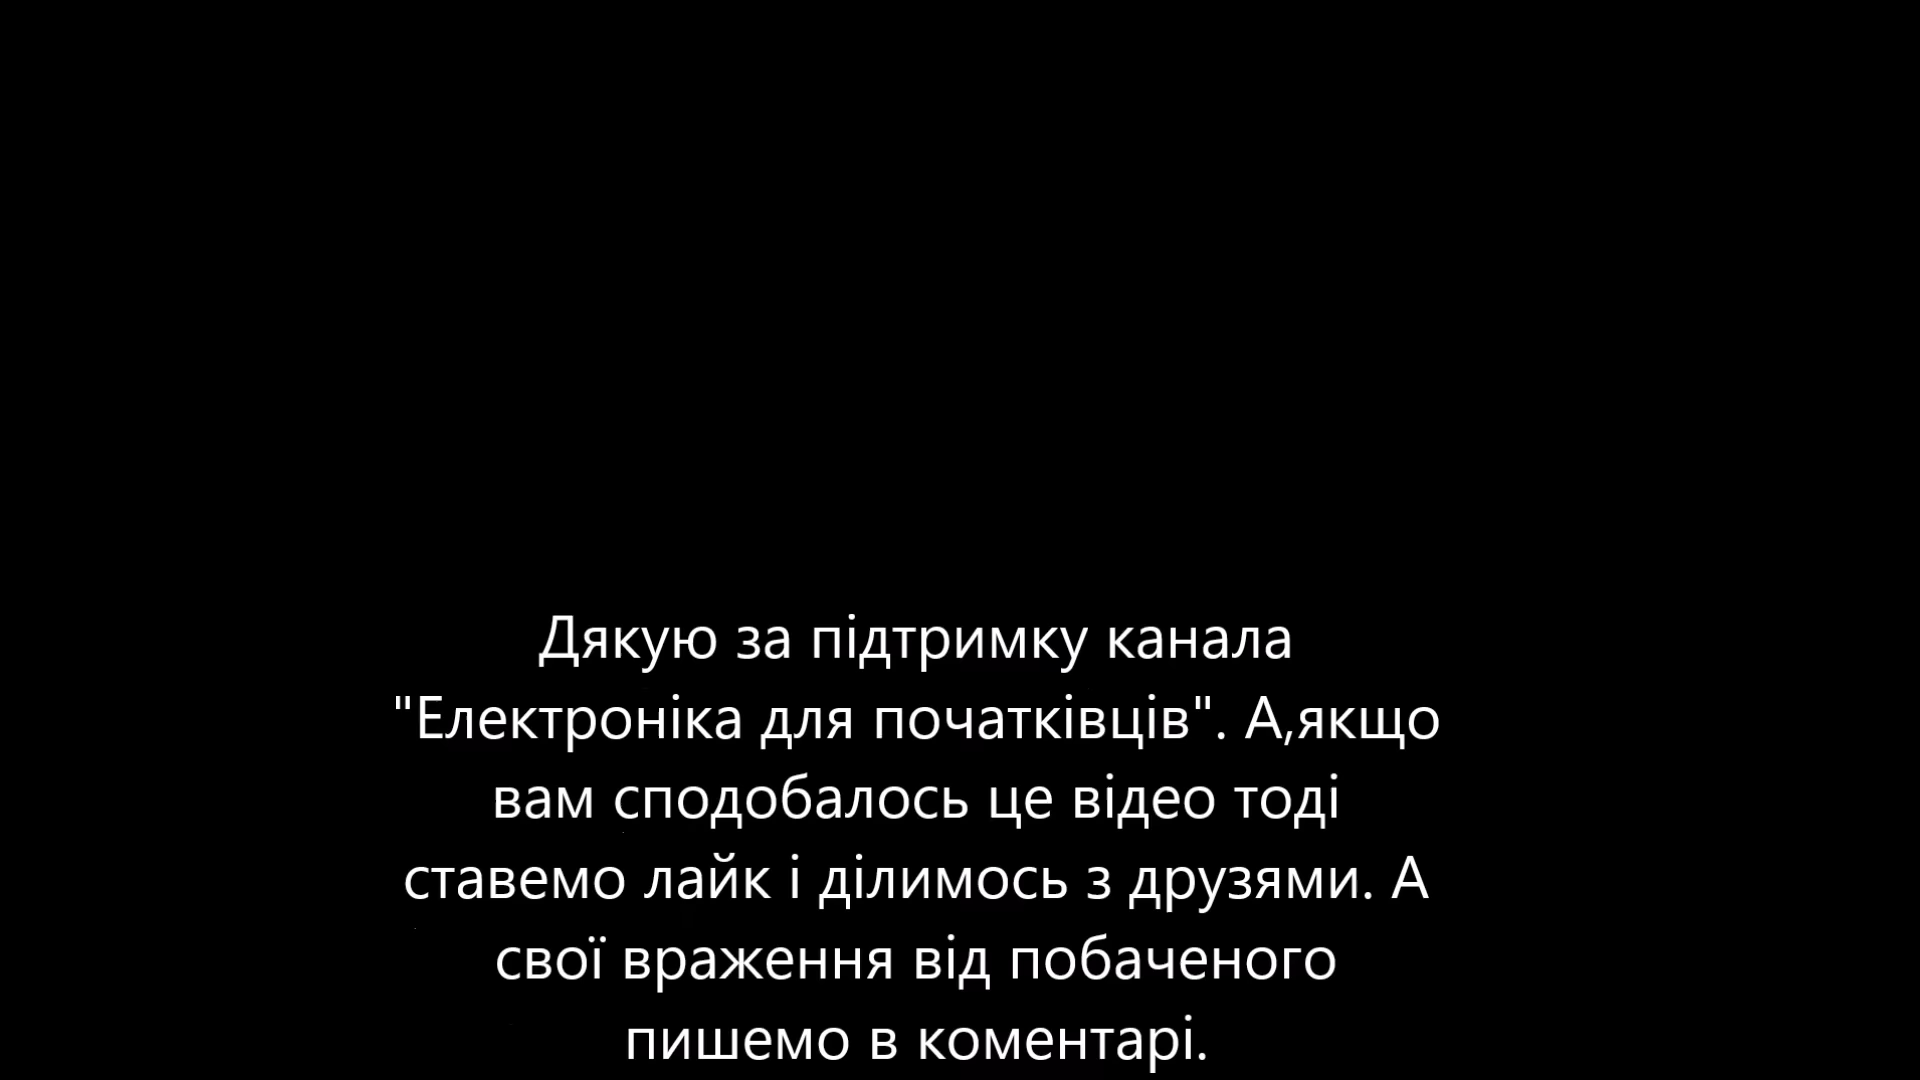 Дякую за підтримку канала
"Електроніка для початківців". А,якщо
вам сподобалось це відео тоді
ставемо лайк і ділимось з друзями. А
свої враження від побаченого
пишемо в коментарі.